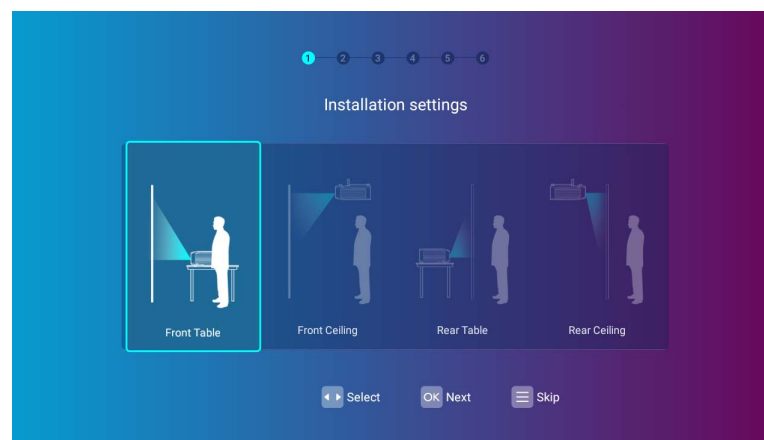 1 2 3 4 5 6
Installation settings
Front Table Front Ceiling Rear Table Rear Ceiling
Select OK Next Skip